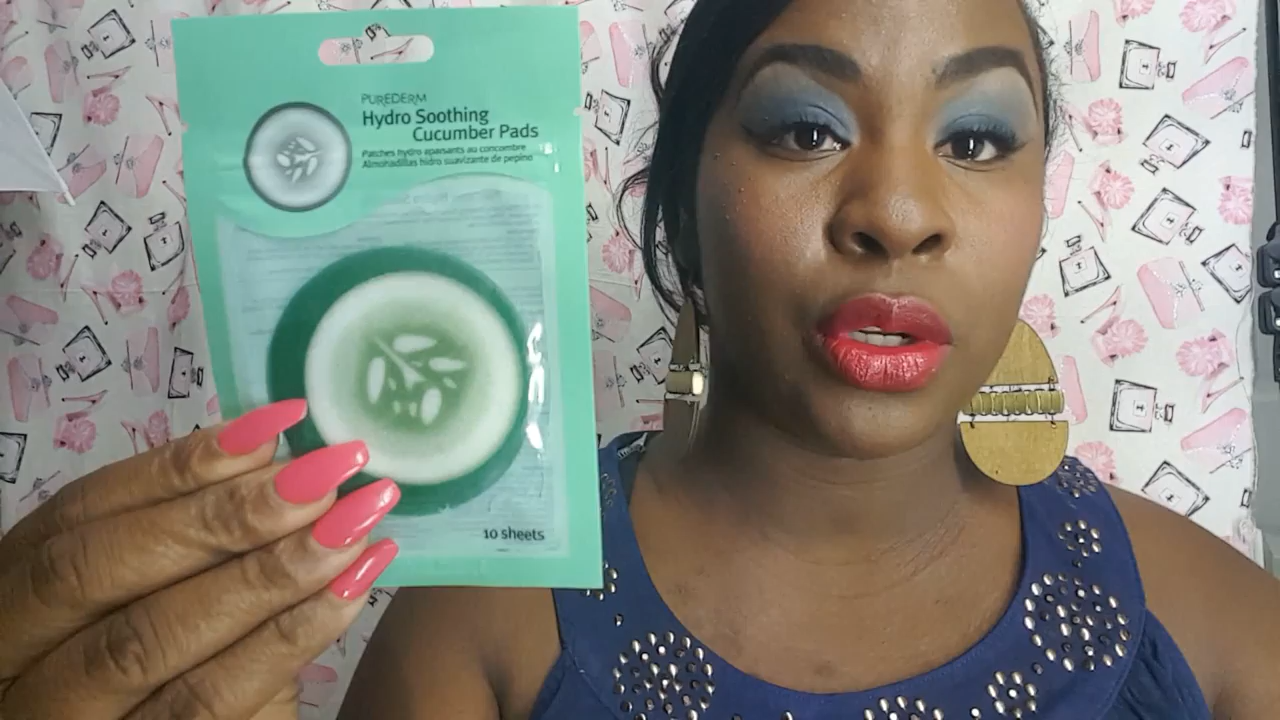 PUREDERM
Hydro Soothing
Cucumber Pads
Patches hydro apaisants au concombre
Almohadillas hidro suavizante de pepino
10 sheets